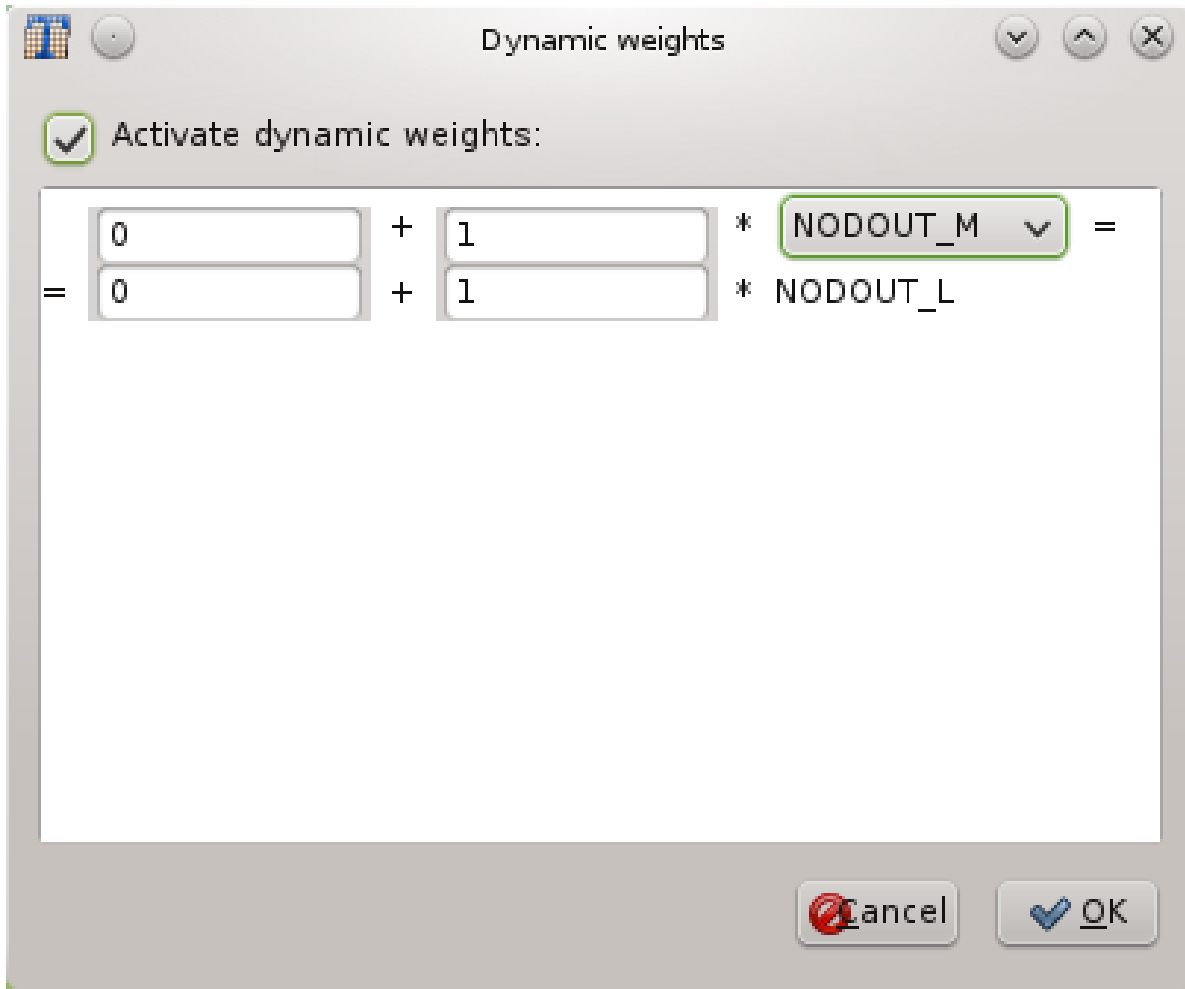 Dynamic weights
Activate dynamic weights:
0 + 1 * NODOUT_M =
= 0 + 1 * NODOUT_L
Cancel OK